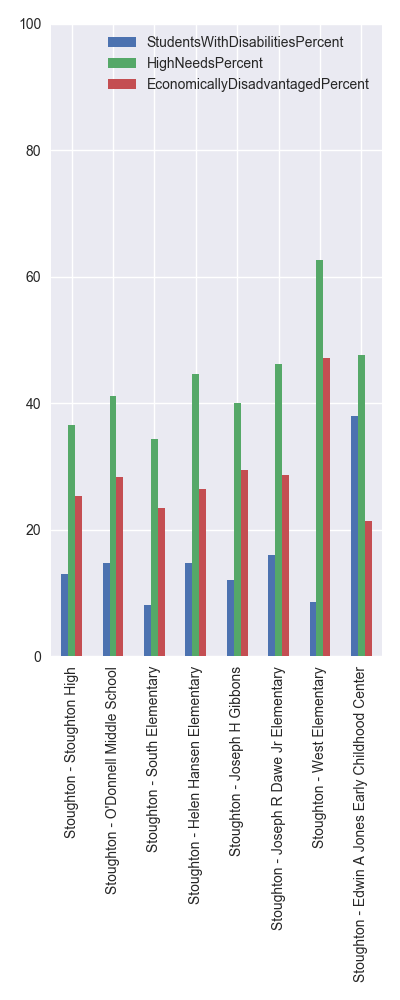 100
80
60
40
20
0
StudentsWithDisabilitiesPercent
HighNeedsPercent
EconomicallyDisadvantagedPercent
Stoughton - Stoughton High
Stoughton - O'Donnell Middle School
Stoughton - South Elementary
Stoughton - Helen Hansen Elementary
Stoughton - Joseph H Gibbons
Stoughton - Joseph R Dawe Jr Elementary
Stoughton - West Elementary
Stoughton - Edwin A Jones Early Childhood Center